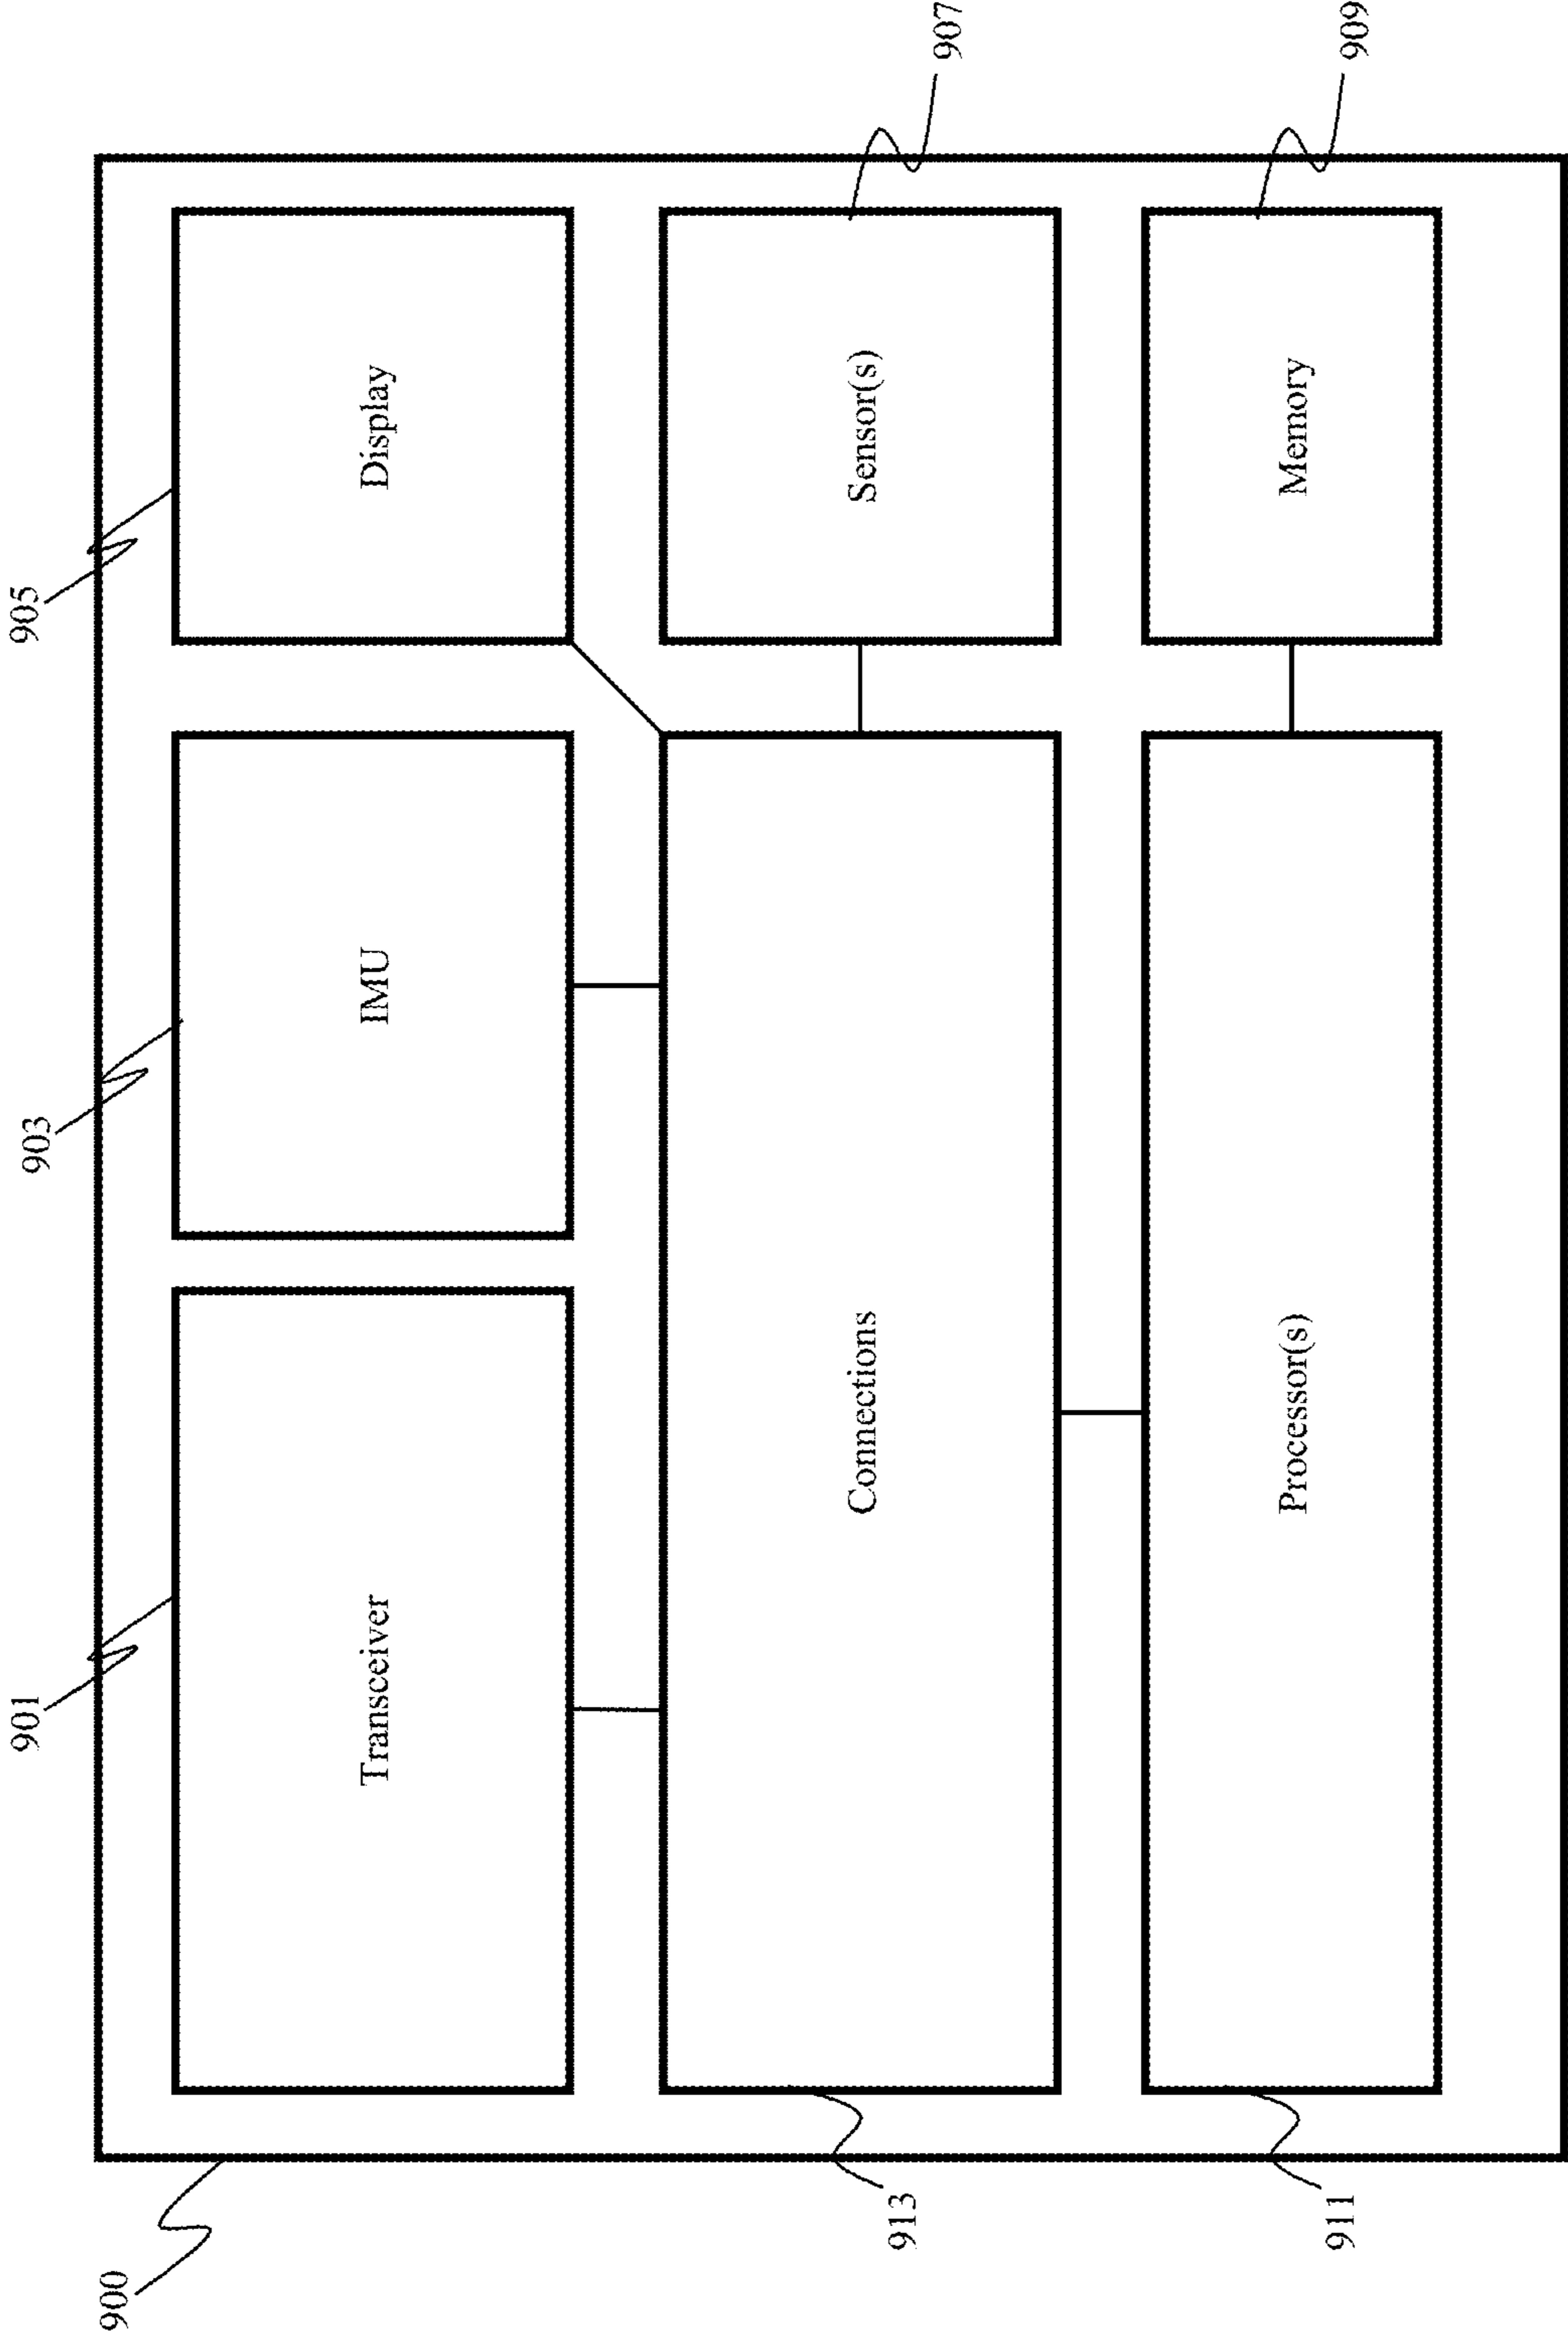 901
903
905
Transceiver
IMU
Display
907
Connections
Sensor(s)
909
Processor(s)
Memory
900
913
911